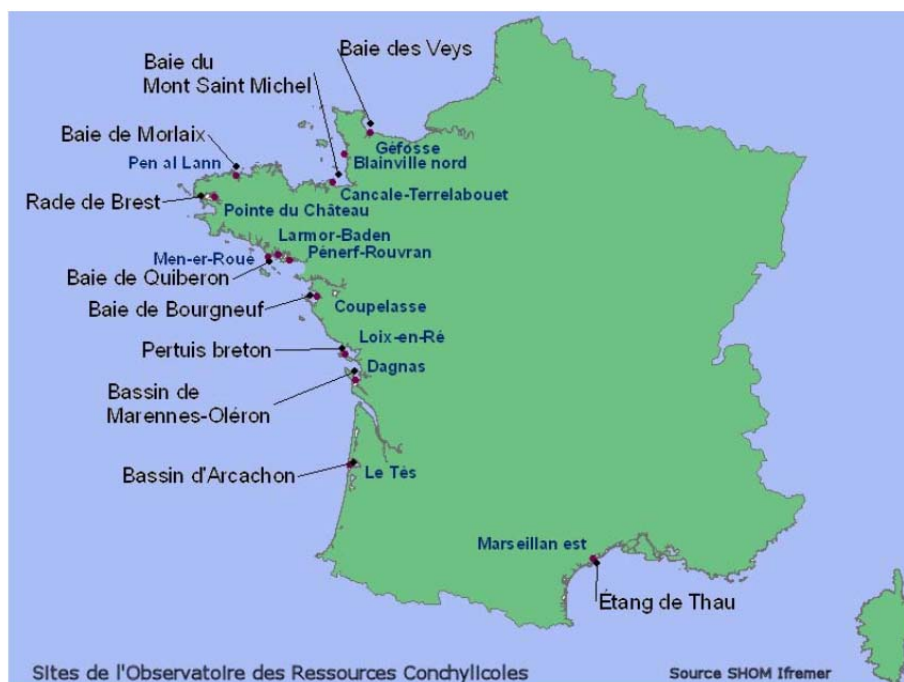 Baie des Veys
Baie du
Mont Saint Michel
Baie de Morlaix
Géfosse
Blainville nord
Pen al Lann
Cancale-Terrelabouet
Rade de Brest
Pointe du Château
Larmor-Baden
Men-er-Roué
Pénerf-Rouvran
Baie de Quiberon
Baie de Bourgneuf
Coupelasse
Loix-en-Ré
Pertuis breton
Dagnas
Bassin de
Marennes-Oléron
Bassin d'Arcachon
Le Tès
Marseillan est
Étang de Thau
Sites de l'Observatoire des Ressources Conchylicoles
Source SHOM Ifremer